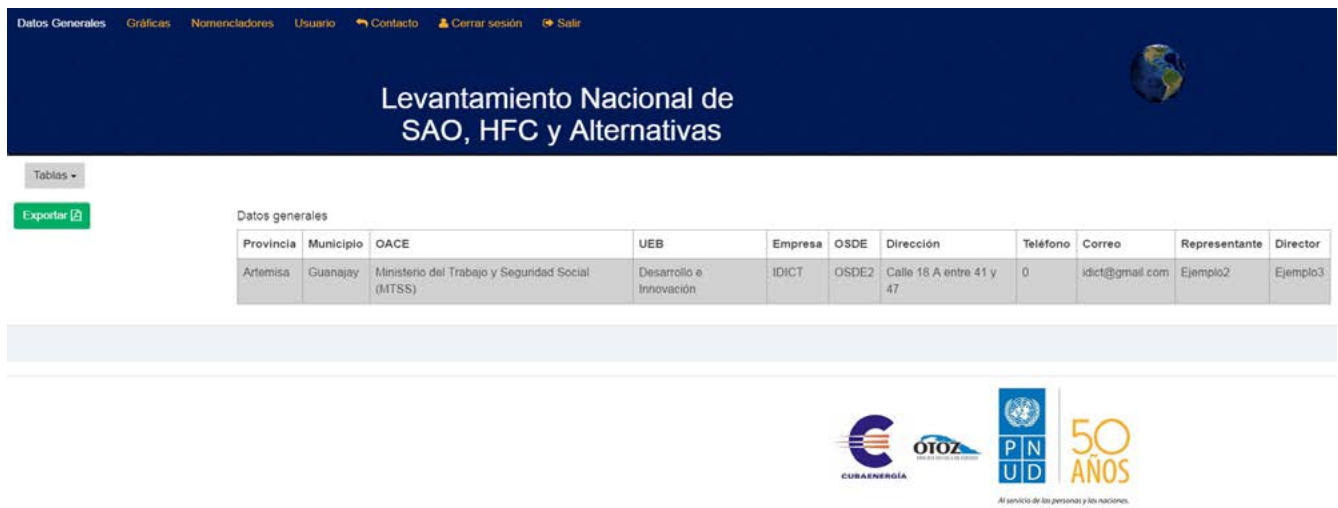 Datos Generales Gráficas Nomencladores Usuario Contacto Cerrar sesión Salir
Levantamiento Nacional de
SAO, HFC y Alternativas
Tablas
Exportar
Datos generales
Provincia Municipio OACE UEB Empresa OSDE Dirección Teléfono Correo Representante Director
Artemisa Guanajay Ministerio del Trabajo y Seguridad Social Desarrollo e IDICT OSDE2 Calle 18 A entre 41 y 0 idict@gmail.com Ejemplo2 Ejemplo3
(MTSS) Innovación 47
CUBAENERGÍA
OTOZ
P N
U D
50
AÑOS
Al servicio de las personas y las naciones.